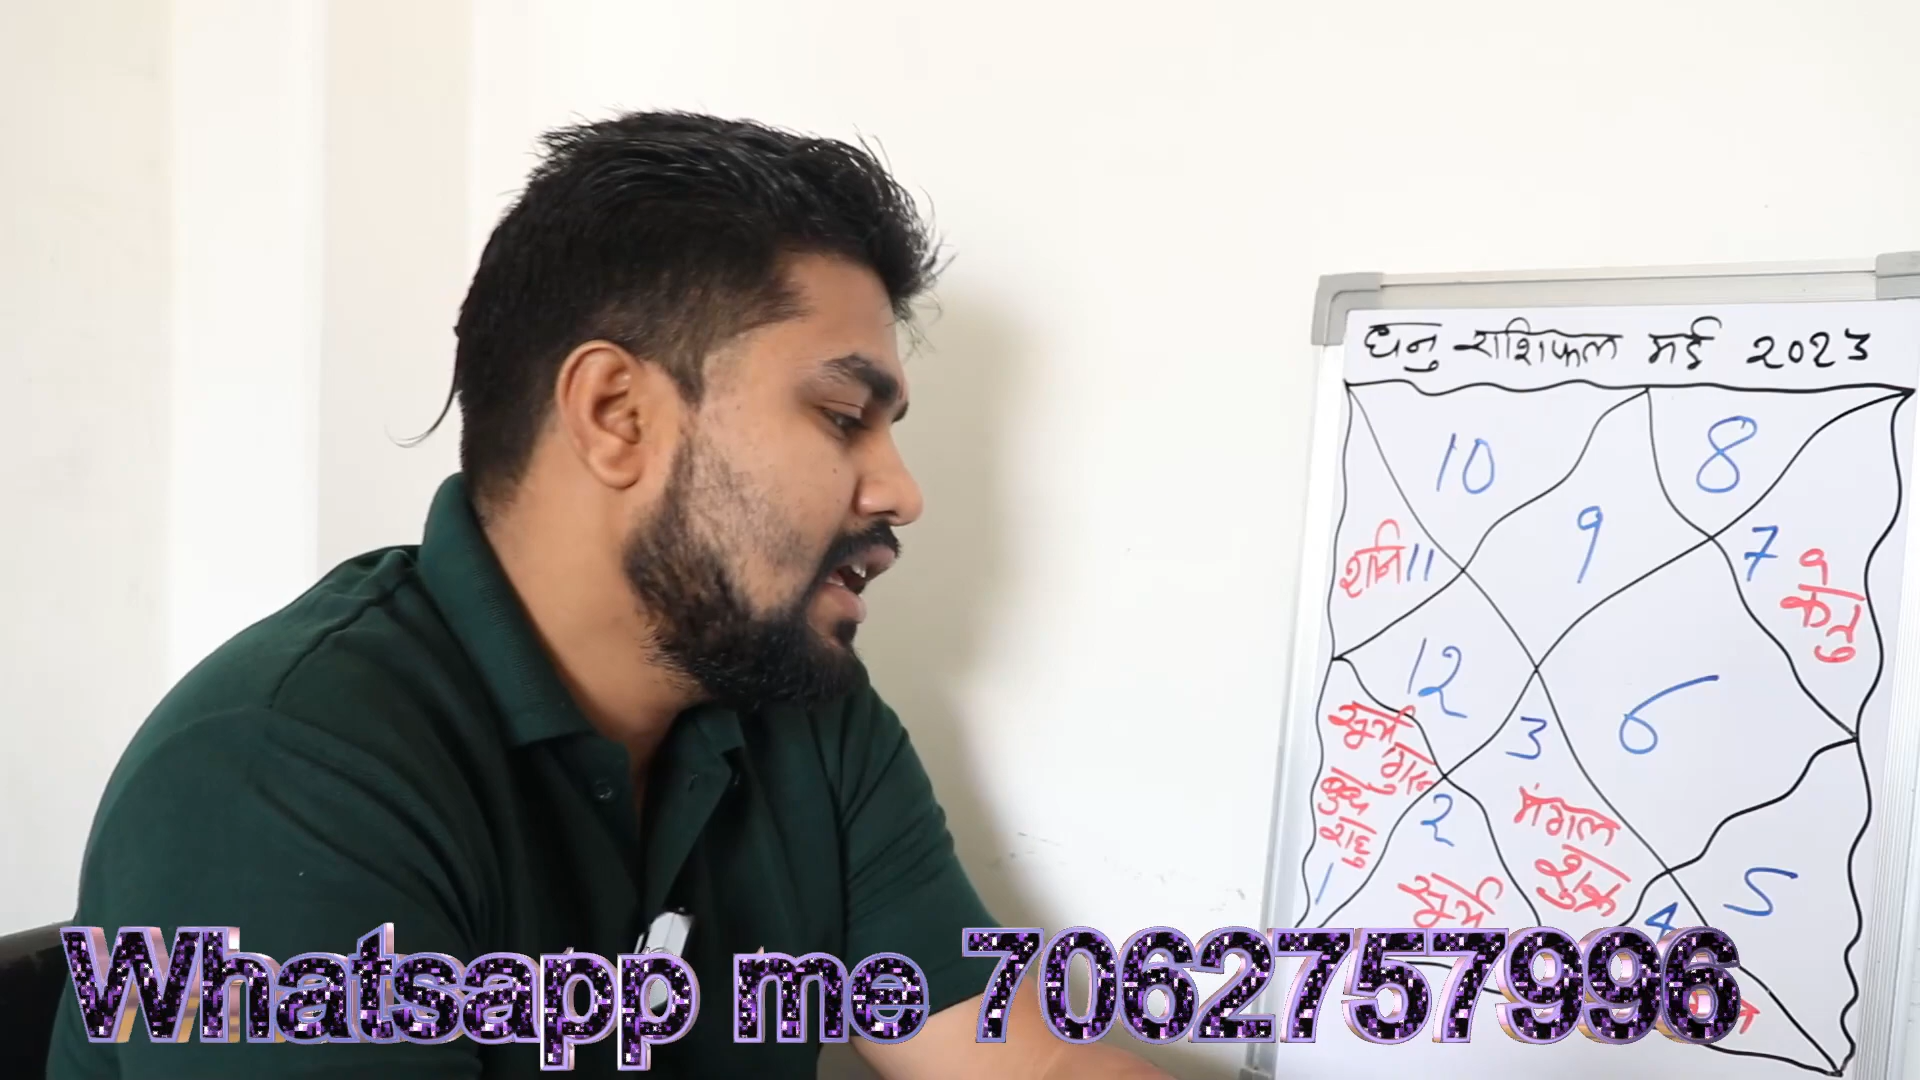 धनु राशिफल मई 2023
10
8
9
शनि 11
7
केतु
12
सूर्य
गुरु
बुध
राहु
1
3
6
2
मंगल
शुक्र
सूर्य
4
5
Whatsapp me 7062757996